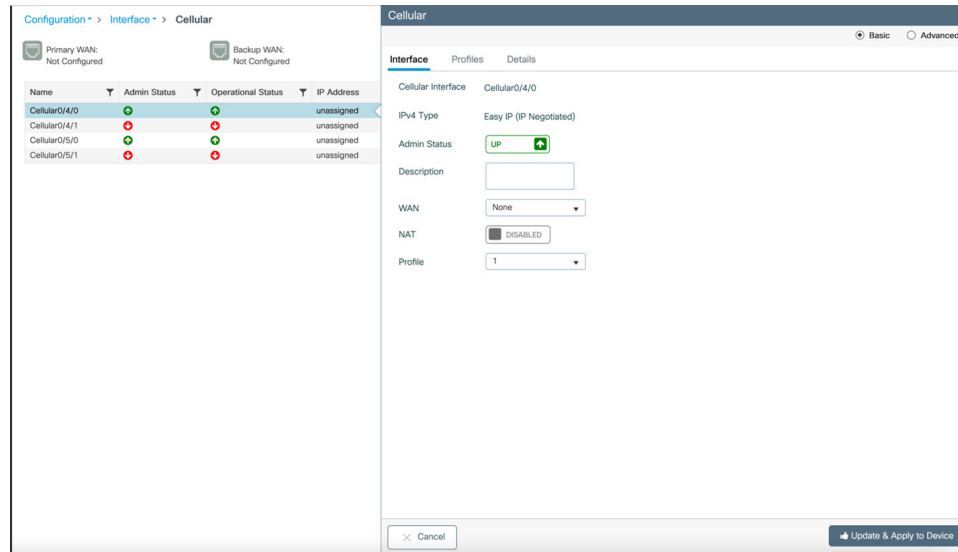 Configuration > Interface > Cellular
Primary WAN:
Not Configured
Backup WAN:
Not Configured
Name Admin Status Operational Status IP Address
Cellular0/4/0 unassigned
Cellular0/4/1 unassigned
Cellular0/5/0 unassigned
Cellular0/5/1 unassigned
Cellular
Basic Advanced
Interface Profiles Details
Cellular Interface Cellular0/4/0
IPv4 Type Easy IP (IP Negotiated)
Admin Status UP
Description
WAN None
NAT DISABLED
Profile 1
Cancel Update & Apply to Device